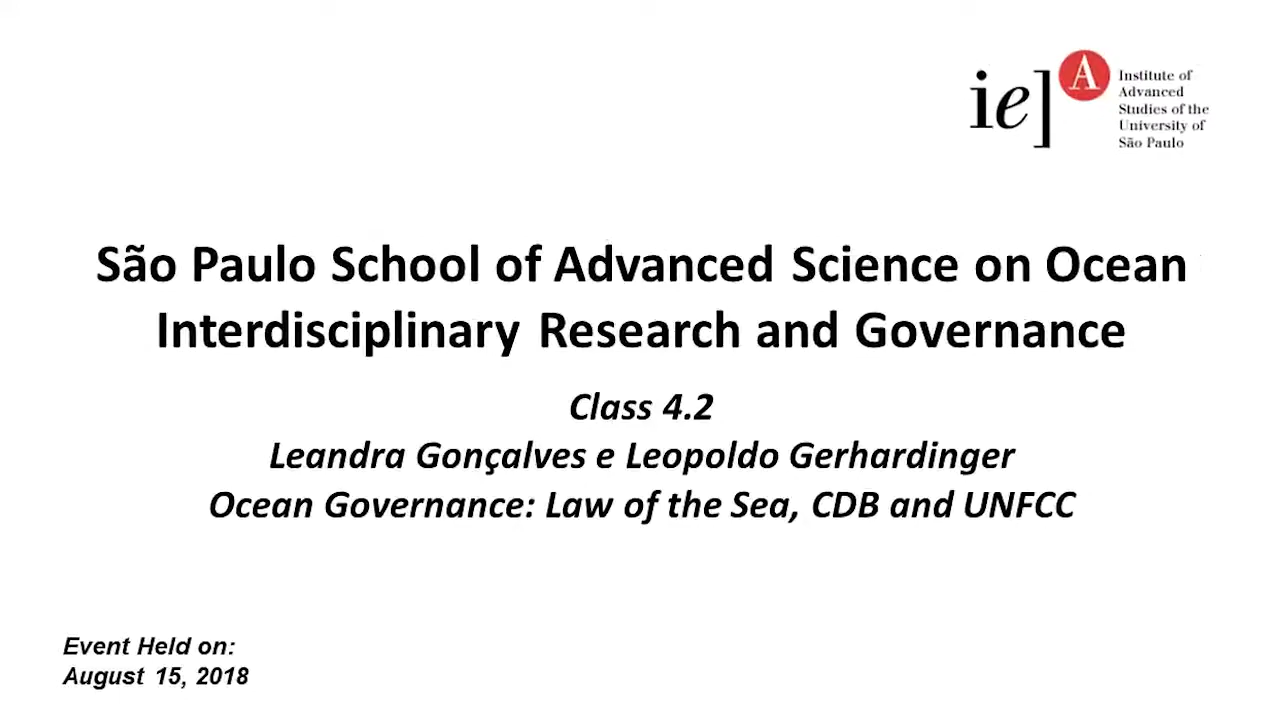 ie]A
Institute of
Advanced
Studies of the
University of
São Paulo
São Paulo School of Advanced Science on Ocean
Interdisciplinary Research and Governance
Class 4.2
Leandra Gonçalves e Leopoldo Gerhardinger
Ocean Governance: Law of the Sea, CDB and UNFCC
Event Held on:
August 15, 2018